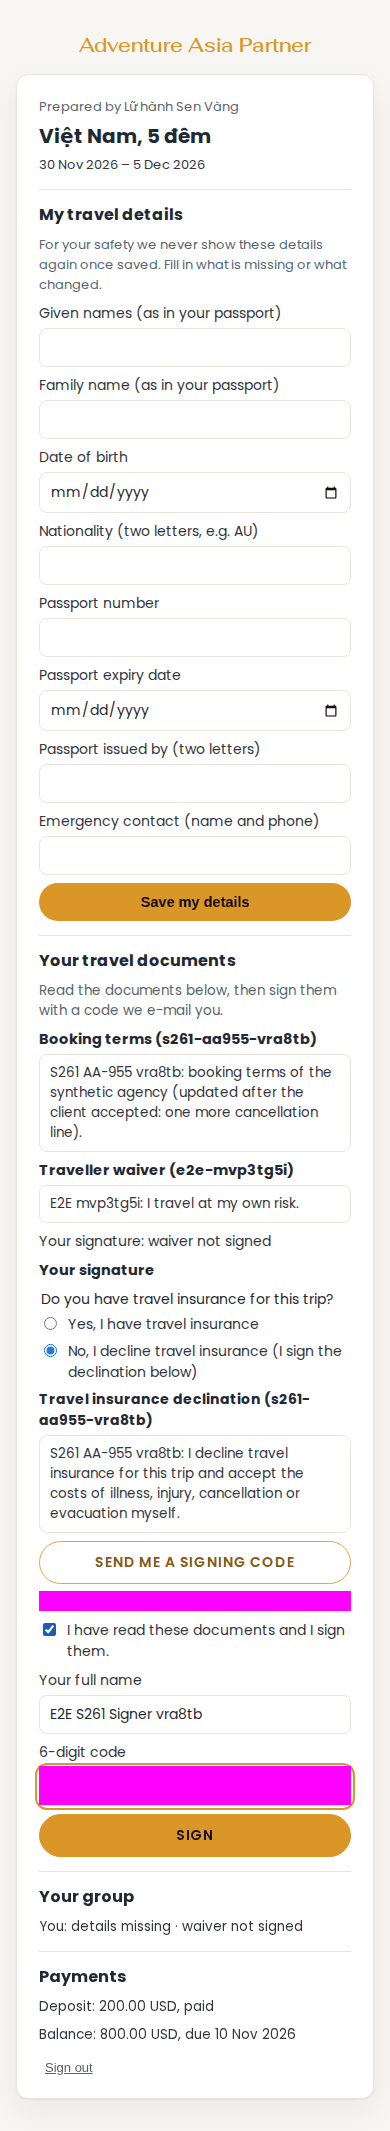 Adventure Asia Partner
Prepared by Lữ hành Sen Vàng
Việt Nam, 5 đêm
30 Nov 2026 – 5 Dec 2026
My travel details
For your safety we never show these details
again once saved. Fill in what is missing or what
changed.
Given names (as in your passport)
Family name (as in your passport)
Date of birth
mm/dd/yyyy
Nationality (two letters, e.g. AU)
Passport number
Passport expiry date
mm/dd/yyyy
Passport issued by (two letters)
Emergency contact (name and phone)
Save my details
Your travel documents
Read the documents below, then sign them
with a code we e-mail you.
Booking terms (s261-aa955-vra8tb)
S261 AA-955 vra8tb: booking terms of the
synthetic agency (updated after the
client accepted: one more cancellation
line).
Traveller waiver (e2e-mvp3tg5i)
E2E mvp3tg5i: I travel at my own risk.
Your signature: waiver not signed
Your signature
Do you have travel insurance for this trip?
Yes, I have travel insurance
No, I decline travel insurance (I sign the
declination below)
Travel insurance declination (s261-
aa955-vra8tb)
S261 AA-955 vra8tb: I decline travel
insurance for this trip and accept the
costs of illness, injury, cancellation or
evacuation myself.
SEND ME A SIGNING CODE
I have read these documents and I sign
them.
Your full name
E2E S261 Signer vra8tb
6-digit code
SIGN
Your group
You: details missing · waiver not signed
Payments
Deposit: 200.00 USD, paid
Balance: 800.00 USD, due 10 Nov 2026
Sign out